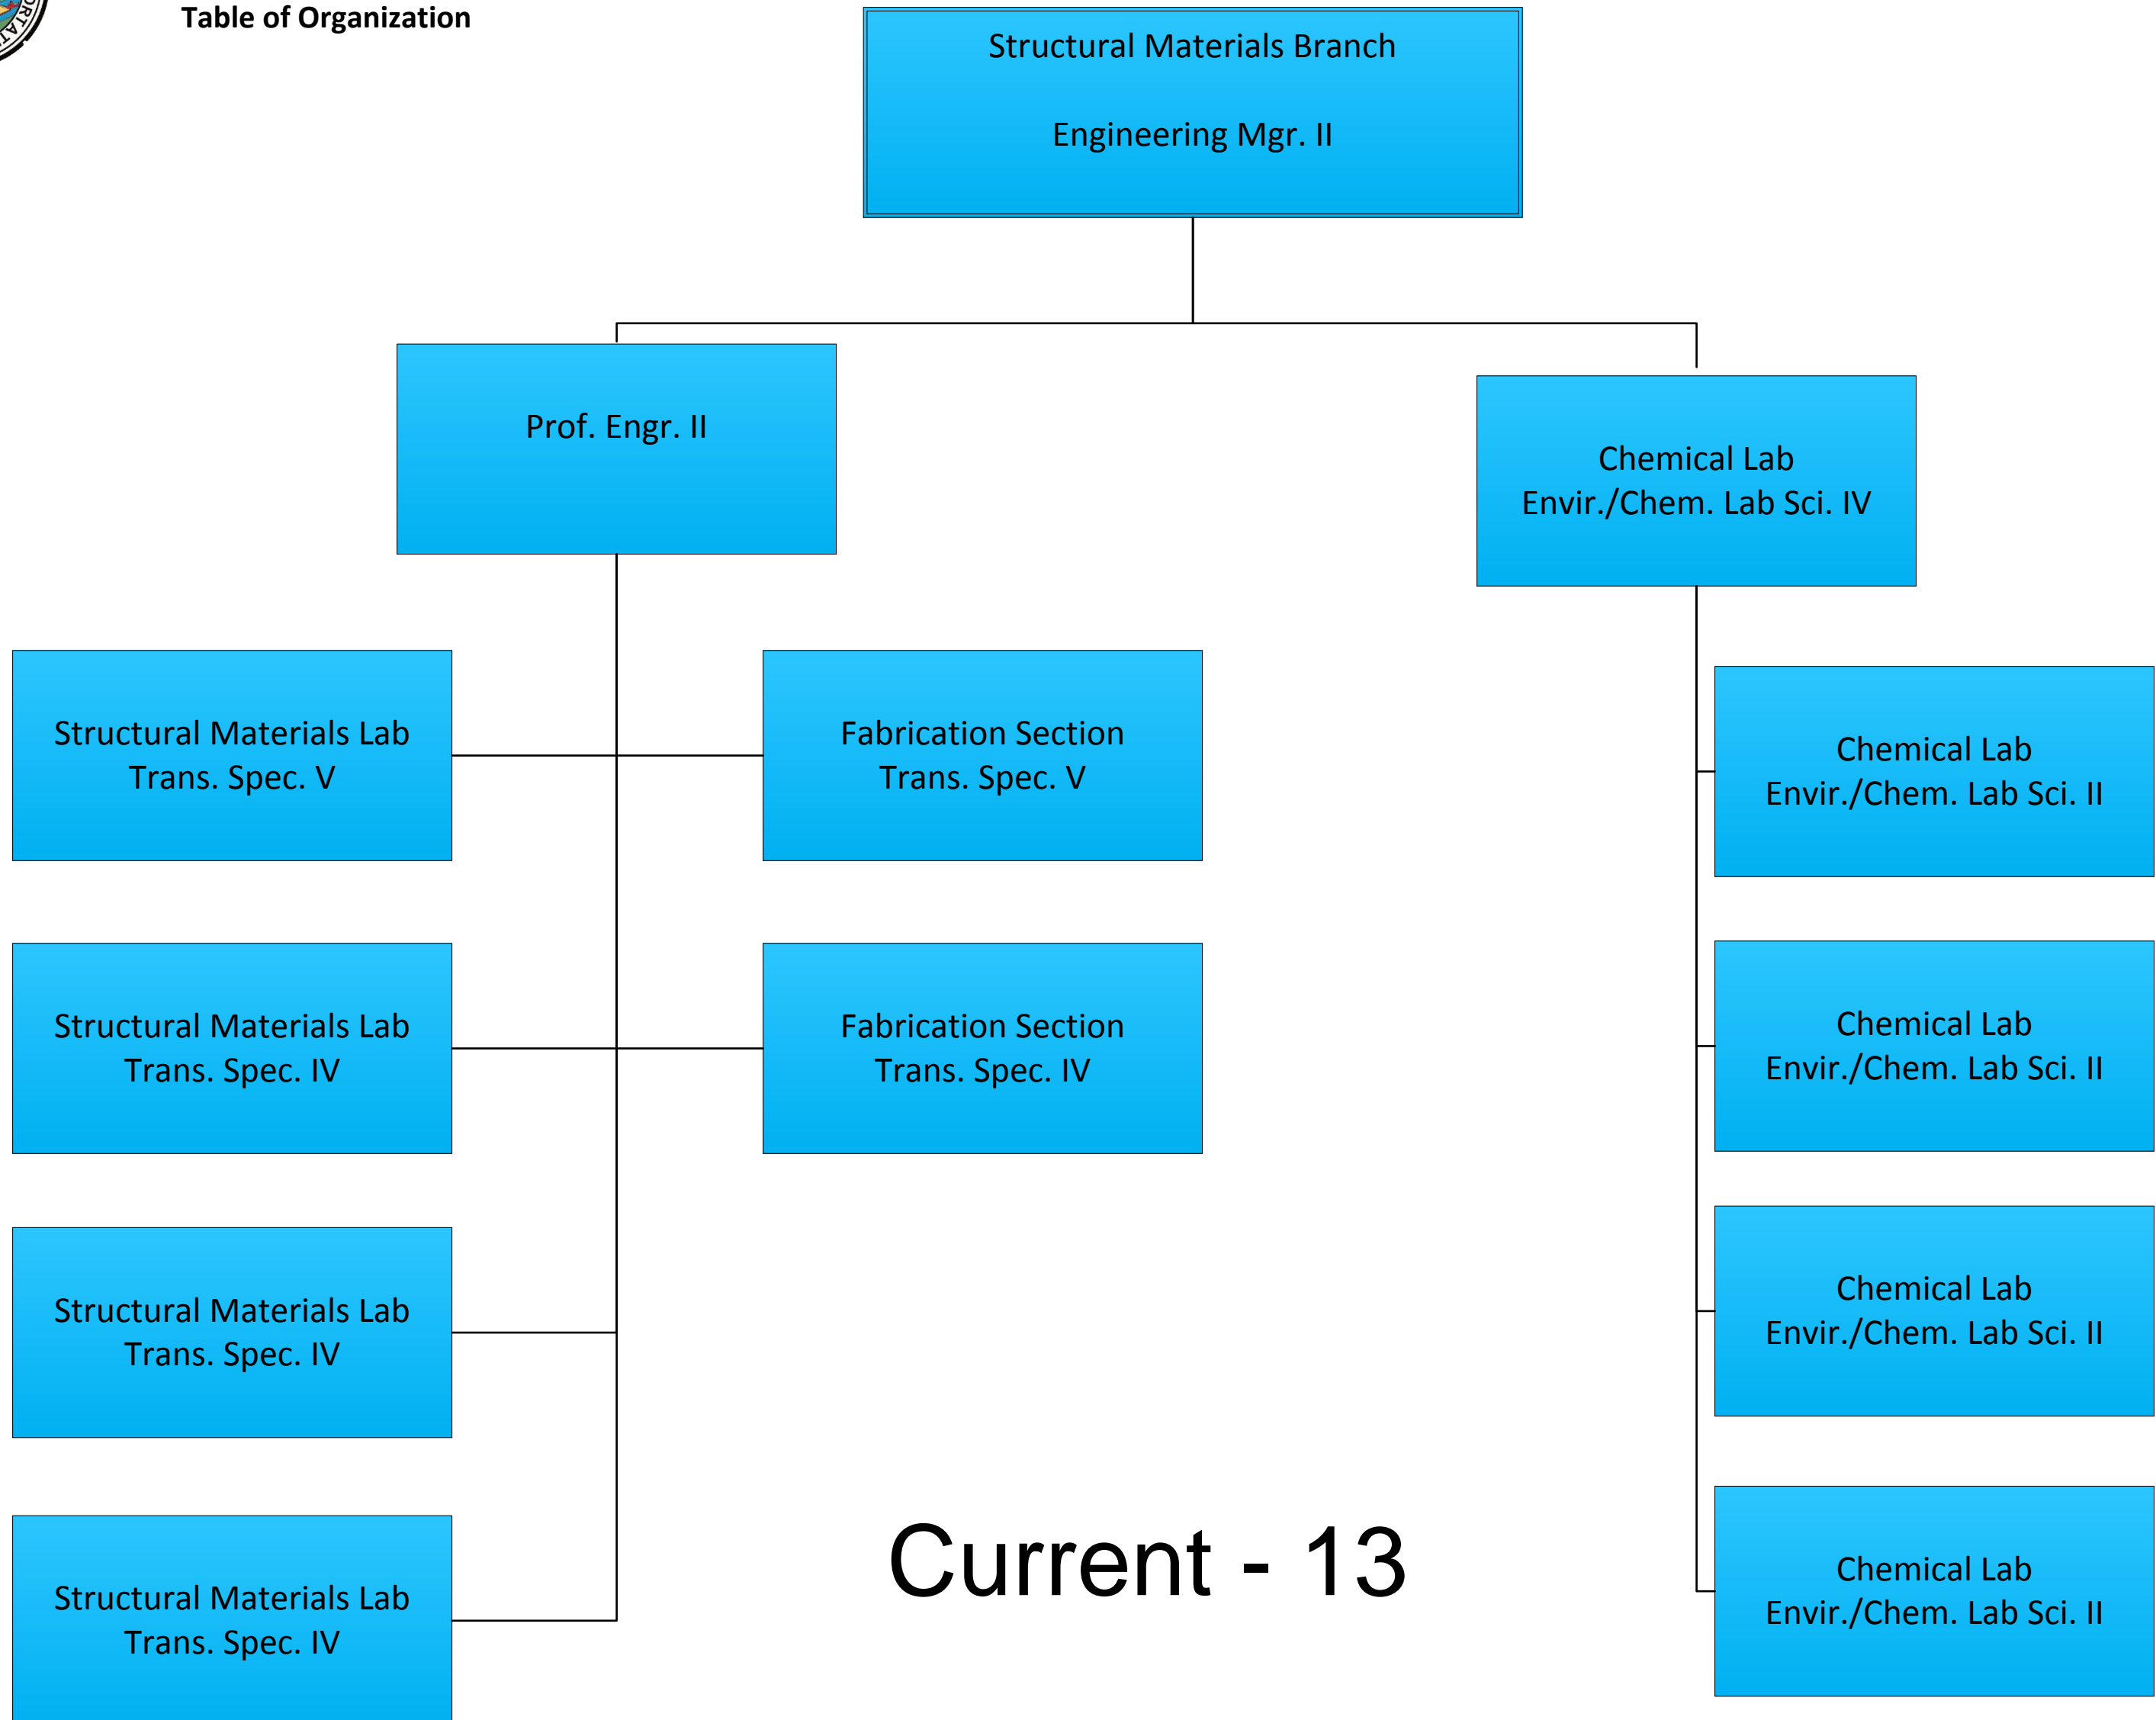 Table of Organization
Structural Materials Branch
Engineering Mgr. II
Prof. Engr. II
Chemical Lab
Envir./Chem. Lab Sci. IV
Structural Materials Lab
Trans. Spec. V
Fabrication Section
Trans. Spec. V
Chemical Lab
Envir./Chem. Lab Sci. II
Structural Materials Lab
Trans. Spec. IV
Fabrication Section
Trans. Spec. IV
Chemical Lab
Envir./Chem. Lab Sci. II
Structural Materials Lab
Trans. Spec. IV
Chemical Lab
Envir./Chem. Lab Sci. II
Structural Materials Lab
Trans. Spec. IV
Current - 13
Chemical Lab
Envir./Chem. Lab Sci. II